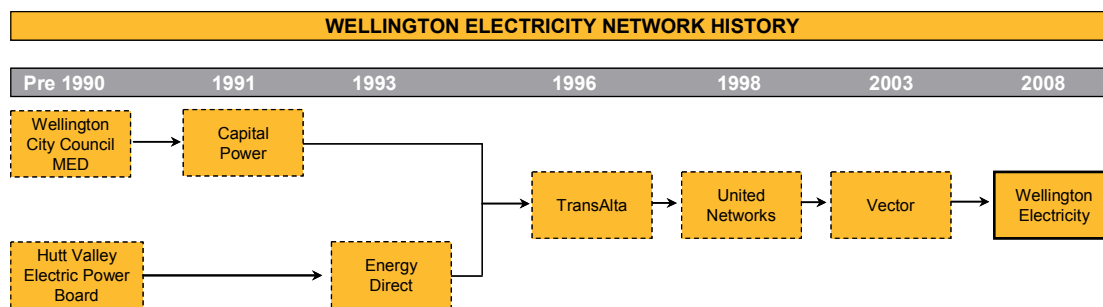 WELLINGTON ELECTRICITY NETWORK HISTORY
Pre 1990 1991 1993 1996 1998 2003 2008
Wellington
City Council
MED
Capital
Power
TransAlta
United
Networks
Vector
Wellington
Electricity
Hutt Valley
Electric Power
Board
Energy
Direct